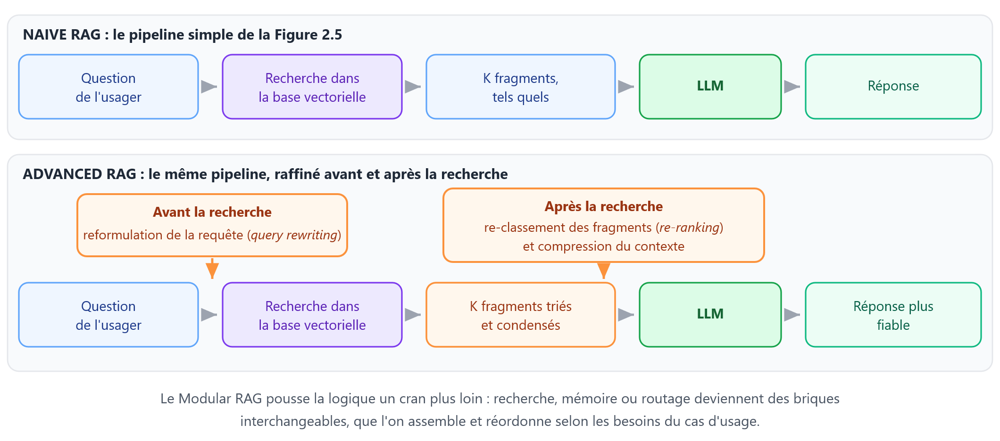 NAIVE RAG : le pipeline simple de la Figure 2.5
Question
de l'usager
Recherche dans
la base vectorielle
K fragments,
tels quels
LLM
Réponse
ADVANCED RAG : le même pipeline, raffiné avant et après la recherche
Avant la recherche
reformulation de la requête (query rewriting)
Après la recherche
re-classement des fragments (re-ranking)
et compression du contexte
Question
de l'usager
Recherche dans
la base vectorielle
K fragments triés
et condensés
LLM
Réponse plus
fiable
Le Modular RAG pousse la logique un cran plus loin : recherche, mémoire ou routage deviennent des briques
interchangeables, que l'on assemble et réordonne selon les besoins du cas d'usage.